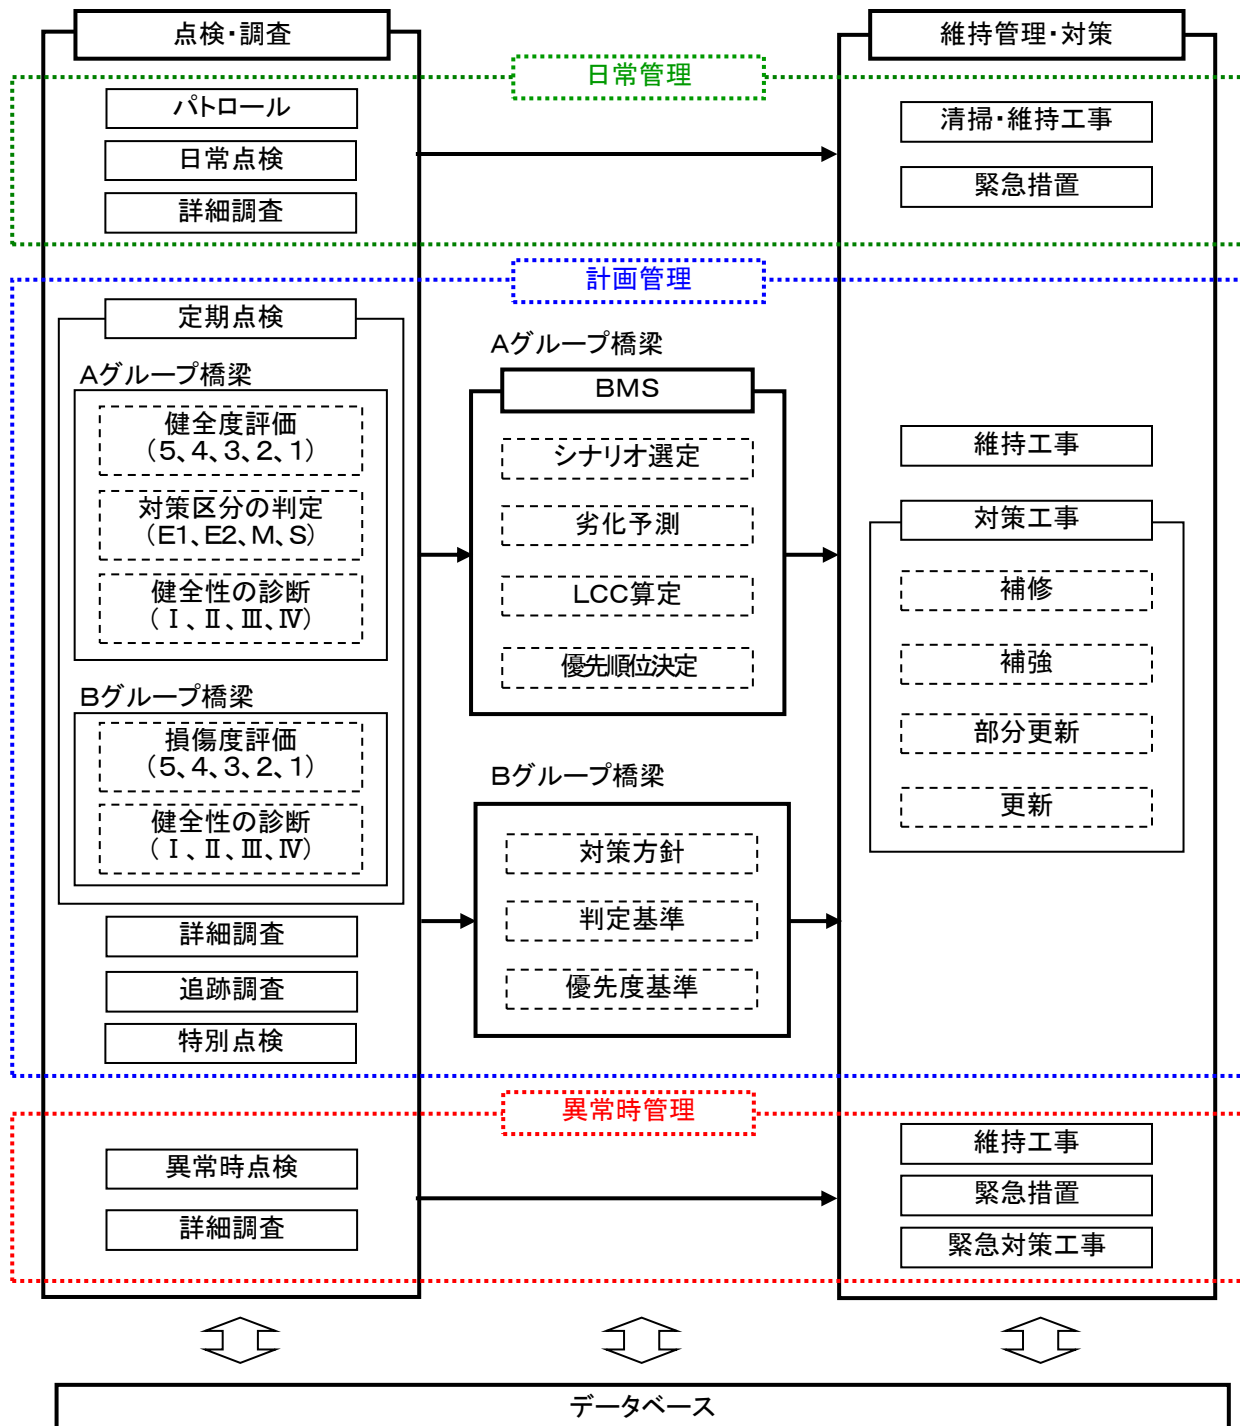 点検・調査
維持管理・対策
日常管理
パトロール
日常点検
詳細調査
清掃・維持工事
緊急措置
計画管理
定期点検
Aグループ橋梁
健全度評価
（5、4、3、2、1）
対策区分の判定
（E1、E2、M、S）
健全性の診断
（Ⅰ、Ⅱ、Ⅲ、Ⅳ）
Bグループ橋梁
損傷度評価
（5、4、3、2、1）
健全性の診断
（Ⅰ、Ⅱ、Ⅲ、Ⅳ）
詳細調査
追跡調査
特別点検
Aグループ橋梁
BMS
シナリオ選定
劣化予測
LCC算定
優先順位決定
Bグループ橋梁
対策方針
判定基準
優先度基準
維持工事
対策工事
補修
補強
部分更新
更新
異常時管理
異常時点検
詳細調査
維持工事
緊急措置
緊急対策工事
データベース